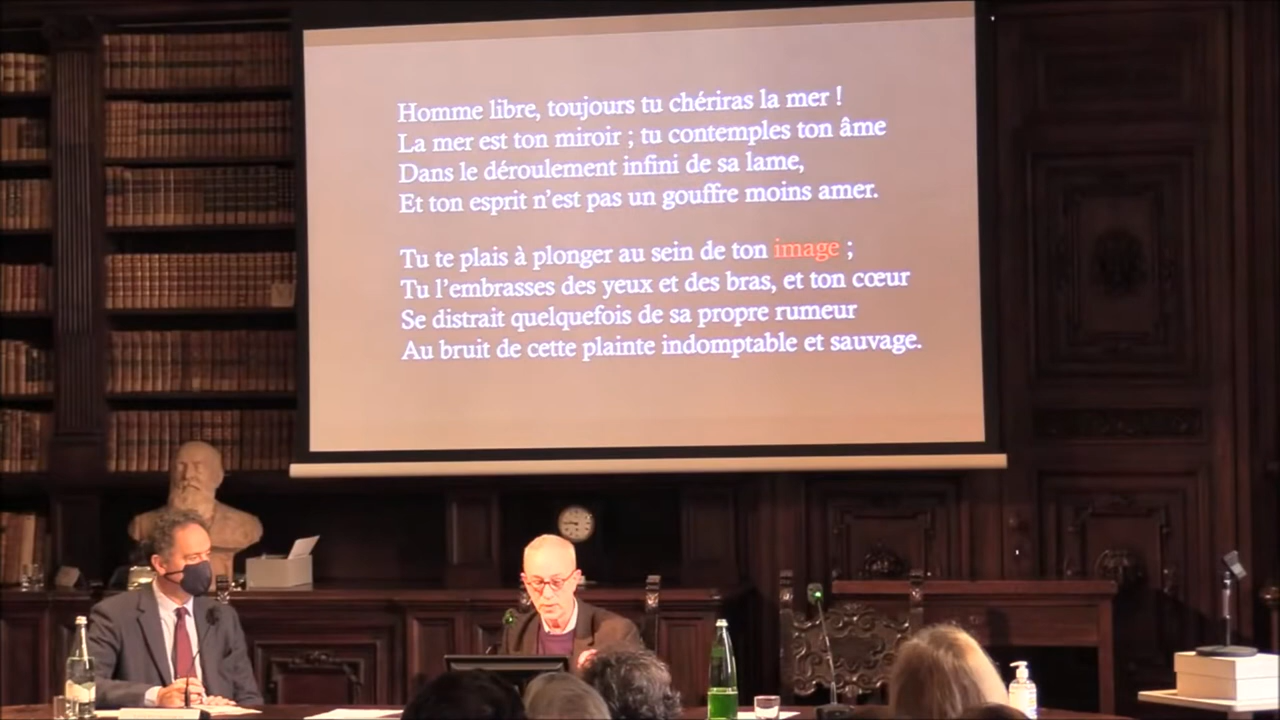 Homme libre, toujours tu chériras la mer !
La mer est ton miroir ; tu contemples ton âme
Dans le déroulement infini de sa lame,
Et ton esprit n’est pas un gouffre moins amer.
Tu te plais à plonger au sein de ton image ;
Tu l’embrasses des yeux et des bras, et ton cœur
Se distrait quelquefois de sa propre rumeur
Au bruit de cette plainte indomptable et sauvage.